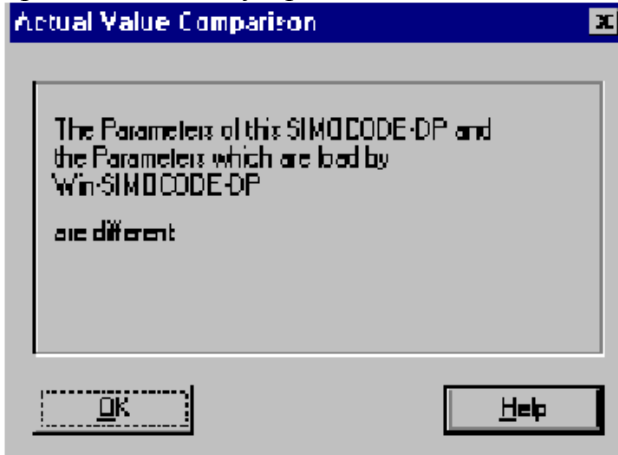 Actual Value Comparison
The Parameters of this SIMOCODE-DP and
the Parameters which are load by
Win-SIMOCODE-DP
are different
OK
Help